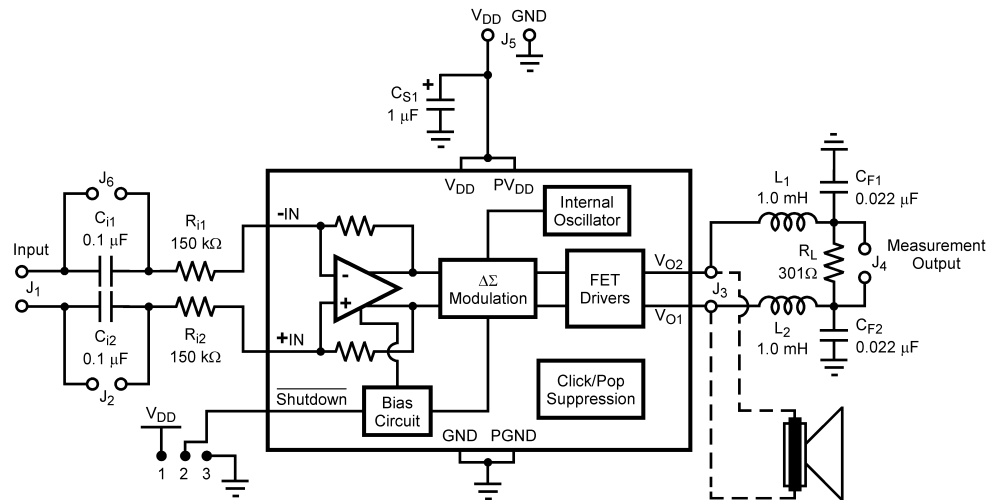 V_DD GND
J_5
C_S1 +
1 μF
V_DD PV_DD
J_6
C_i1
0.1 μF
R_i1
150 kΩ
Input
J_1
C_i2
0.1 μF
R_i2
150 kΩ
J_2
-IN
+IN
-
+
ΔΣ
Modulation
Internal
Oscillator
FET
Drivers
Click/Pop
Suppression
Shutdown
Bias
Circuit
GND PGND
V_DD
1 2 3
V_O2
V_O1
J_3
L_1
1.0 mH
C_F1
0.022 μF
R_L
301Ω
J_4
Measurement
Output
L_2
1.0 mH
C_F2
0.022 μF